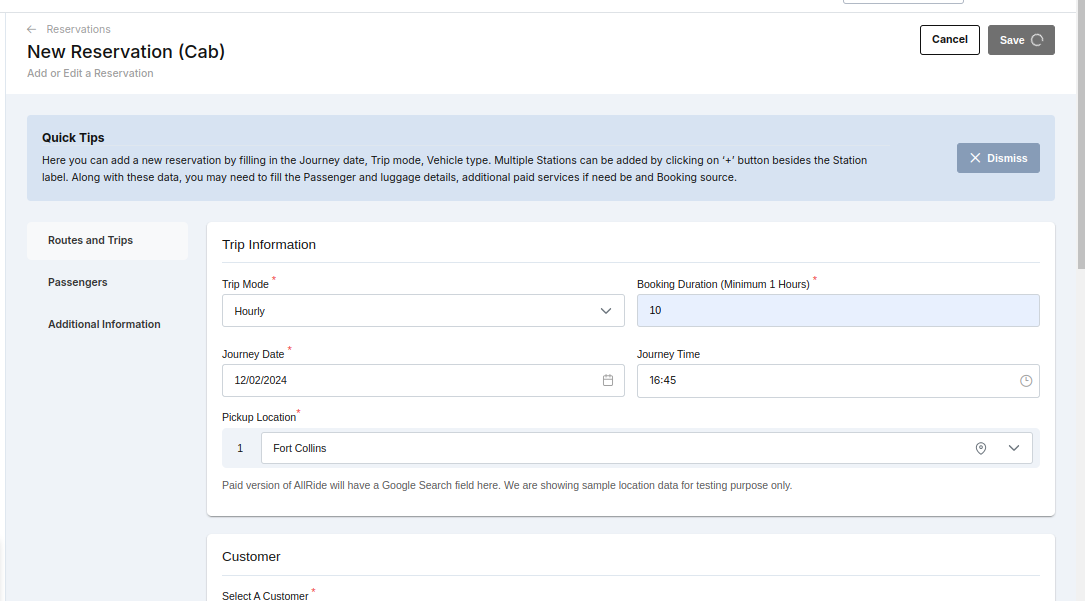 Reservations
New Reservation (Cab)
Add or Edit a Reservation
Cancel
Save
Quick Tips
Here you can add a new reservation by filling in the Journey date, Trip mode, Vehicle type. Multiple Stations can be added by clicking on ‘+’ button besides the Station
label. Along with these data, you may need to fill the Passenger and luggage details, additional paid services if need be and Booking source.
Dismiss
Routes and Trips
Passengers
Additional Information
Trip Information
Trip Mode *
Booking Duration (Minimum 1 Hours) *
Hourly
10
Journey Date *
Journey Time
12/02/2024
16:45
Pickup Location*
1
Fort Collins
Paid version of AllRide will have a Google Search field here. We are showing sample location data for testing purpose only.
Customer
Select A Customer *